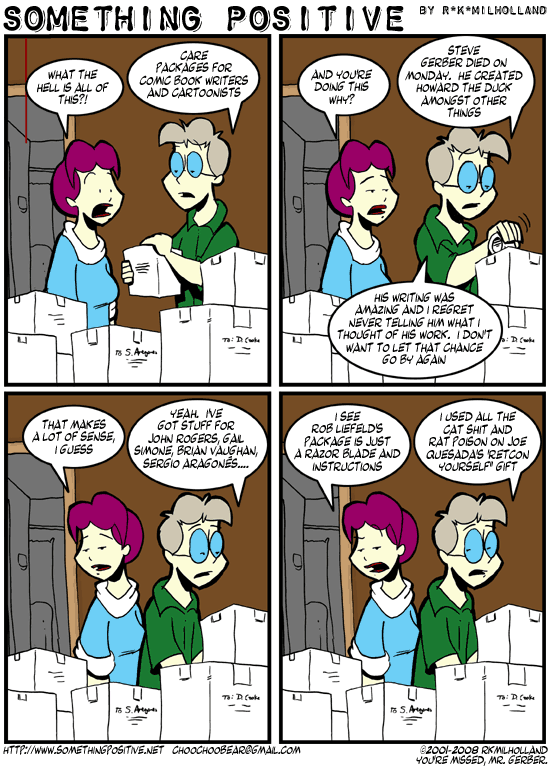 SOMETHING POSITIVE BY R*K*MILHOLLAND
WHAT THE
HELL IS ALL OF
THIS?!
CARE
PACKAGES FOR
COMIC BOOK WRITERS
AND CARTOONISTS
TO S. Aragones
To: D. Cooke
AND YOU'RE
DOING THIS
WHY?
STEVE
GERBER DIED ON
MONDAY. HE CREATED
HOWARD THE DUCK
AMONGST OTHER
THINGS
HIS WRITING WAS
AMAZING AND I REGRET
NEVER TELLING HIM WHAT I
THOUGHT OF HIS WORK. I DON'T
WANT TO LET THAT CHANCE
GO BY AGAIN
To: D. Cooke
THAT MAKES
A LOT OF SENSE,
I GUESS
YEAH. I'VE
GOT STUFF FOR
JOHN ROGERS, GAIL
SIMONE, BRIAN VAUGHAN,
SERGIO ARAGONÉS....
TO S. Aragones
To: D. Cooke
I SEE
ROB LIEFELD'S
PACKAGE IS JUST
A RAZOR BLADE AND
INSTRUCTIONS
I USED ALL THE
CAT SHIT AND
RAT POISON ON JOE
QUESADA'S 'RETCON
YOURSELF" GIFT
TO S. Aragones
To: D. Cooke
HTTP://WWW.SOMETHINGPOSITIVE.NET CHOOCHOOBEAR@GMAIL.COM
©2001-2008 RKMILHOLLAND
YOU'RE MISSED, MR. GERBER.